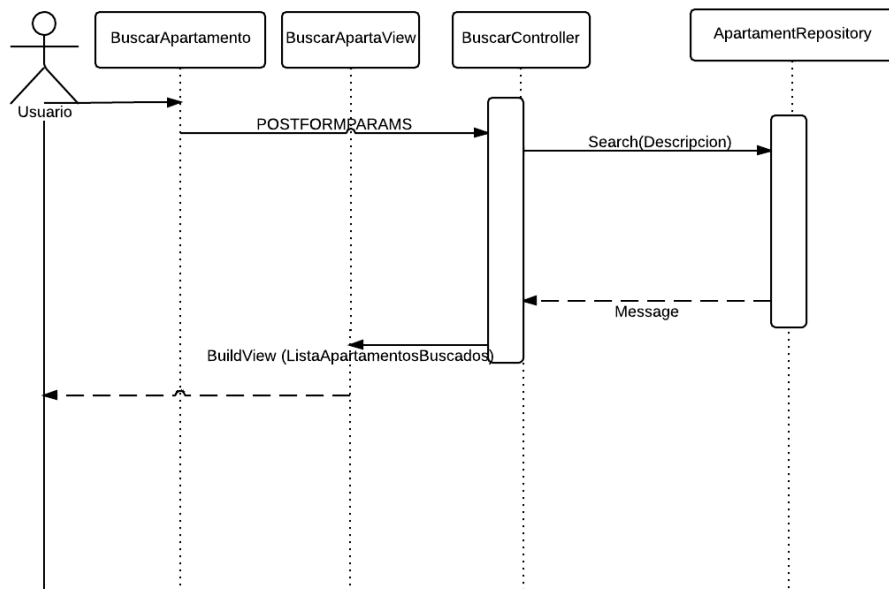 BuscarApartamento
BuscarApartaView
BuscarController
ApartamentRepository
Usuario
POSTFORMPARAMS
Search(Descripcion)
Message
BuildView (ListaApartamentosBuscados)